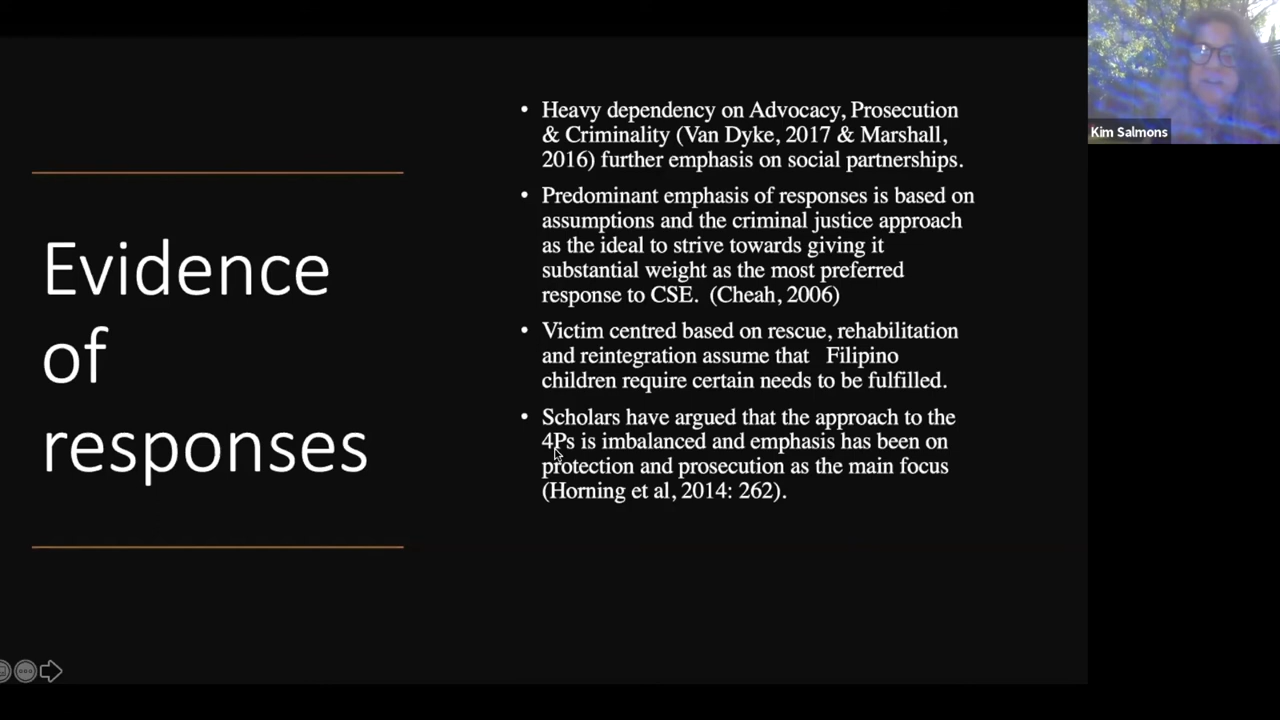 Evidence
of
responses
• Heavy dependency on Advocacy, Prosecution
& Criminality (Van Dyke, 2017 & Marshall,
2016) further emphasis on social partnerships.
• Predominant emphasis of responses is based on
assumptions and the criminal justice approach
as the ideal to strive towards giving it
substantial weight as the most preferred
response to CSE. (Cheah, 2006)
• Victim centred based on rescue, rehabilitation
and reintegration assume that Filipino
children require certain needs to be fulfilled.
• Scholars have argued that the approach to the
4Ps is imbalanced and emphasis has been on
protection and prosecution as the main focus
(Horning et al, 2014: 262).
Kim Salmons